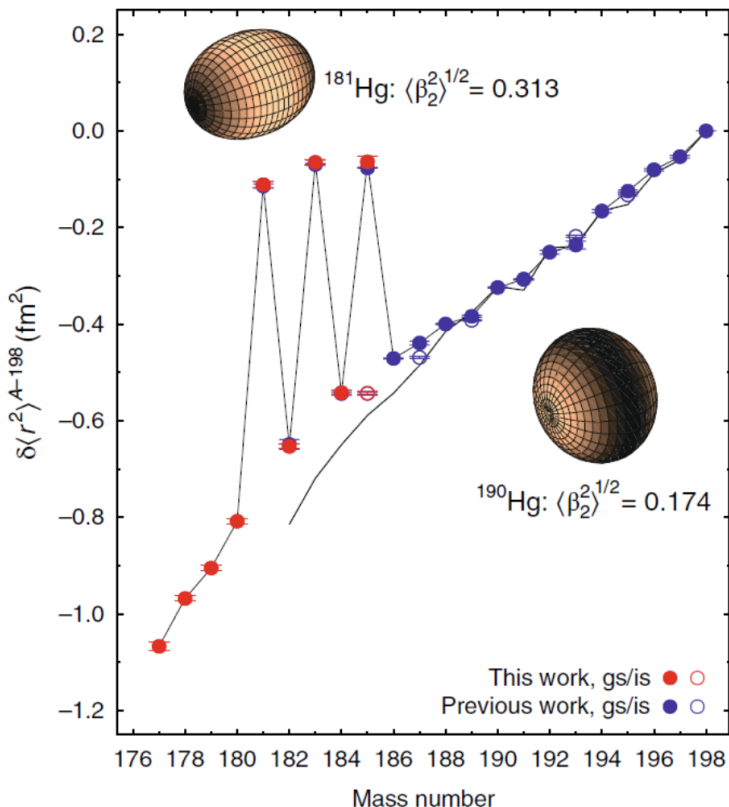 0.2
0.0
−0.2
−0.4
−0.6
−0.8
−1.0
−1.2
δ⟨r²⟩^A−198 (fm²)
¹⁸¹Hg: ⟨β₂²⟩^1/2 = 0.313
¹⁹⁰Hg: ⟨β₂²⟩^1/2 = 0.174
This work, gs/is
Previous work, gs/is
176 178 180 182 184 186 188 190 192 194 196 198
Mass number